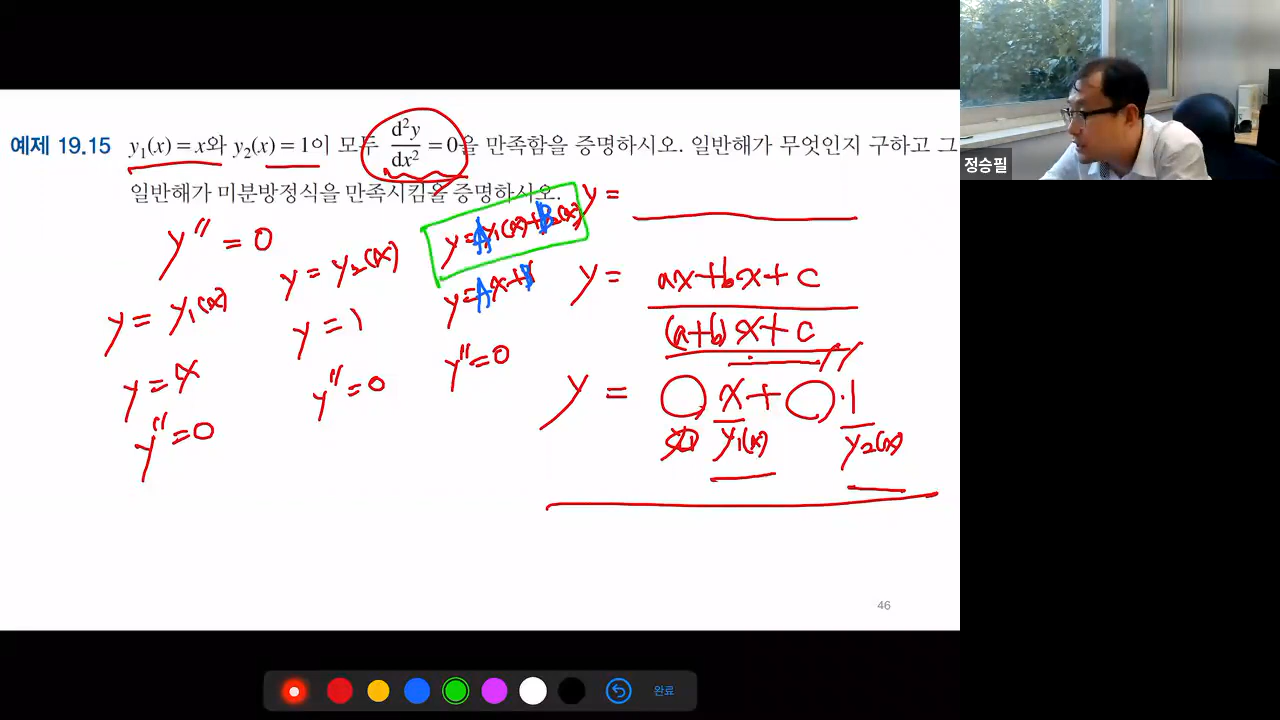 예제 19.15 y₁(x) = x와 y₂(x) = 1이 모두 d²y/dx² = 0을 만족함을 증명하시오. 일반해가 무엇인지 구하고 그
일반해가 미분방정식을 만족시킴을 증명하시오.
정승필
y'' = 0
y = y₁(x)
y = x
y'' = 0
y = y₂(x)
y = 1
y'' = 0
y = Ay₁(x) + By₂(x)
y = Ax + B
y'' = 0
y =
y = ax + bx + c
(a+b)x + c
y = ○ x + ○ · 1
y₁(x) y₂(x)
46
완료